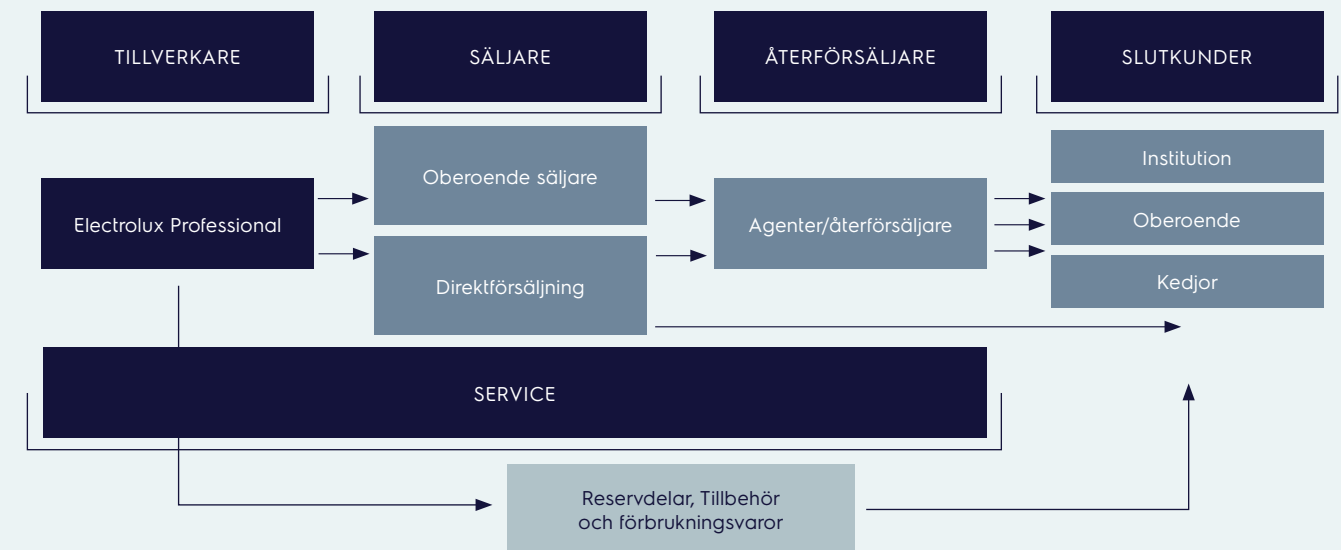 TILLVERKARE
SÄLJARE
ÅTERFÖRSÄLJARE
SLUTKUNDER
Electrolux Professional
Oberoende säljare
Direktförsäljning
Agenter/återförsäljare
Institution
Oberoende
Kedjor
SERVICE
Reservdelar, Tillbehör
och förbrukningsvaror